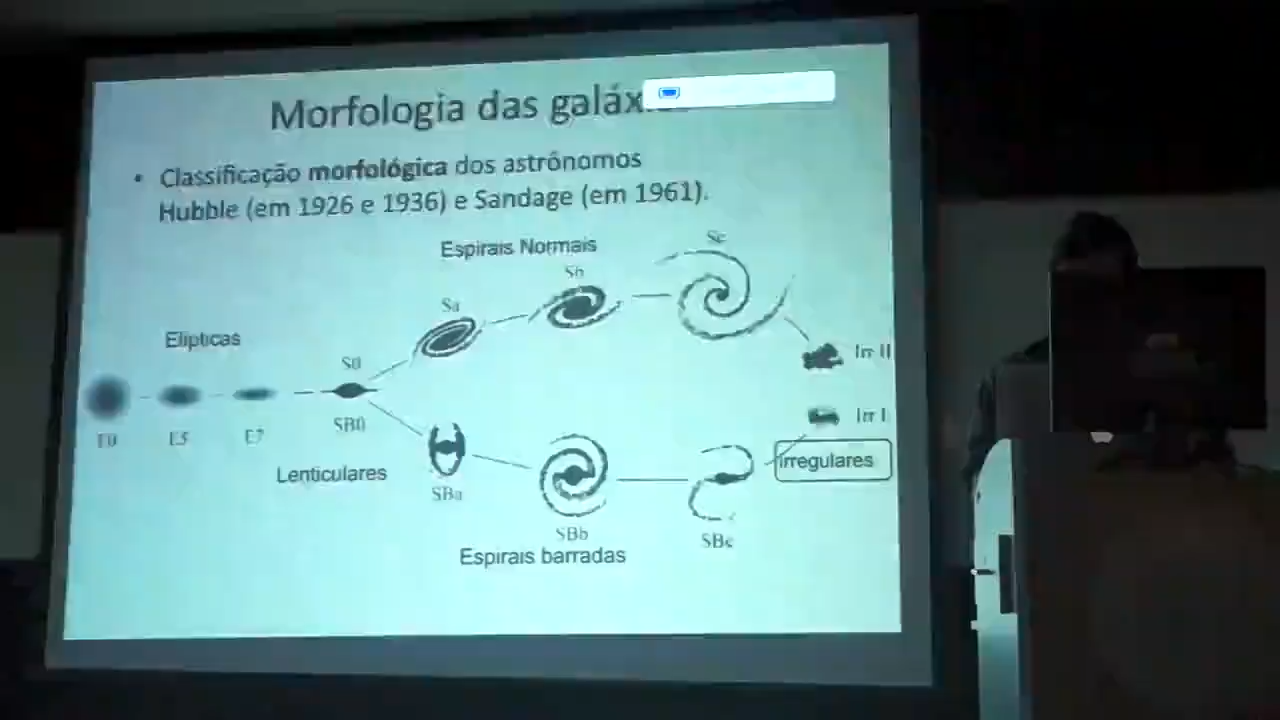 Morfologia das galáx
• Classificação morfológica dos astrônomos
Hubble (em 1926 e 1936) e Sandage (em 1961).
Espirais Normais
Sc
Sb
Sa
Elípticas
S0
Irr II
E0
E5
E7
SB0
Irr I
Lenticulares
Irregulares
SBa
SBb
SBc
Espirais barradas